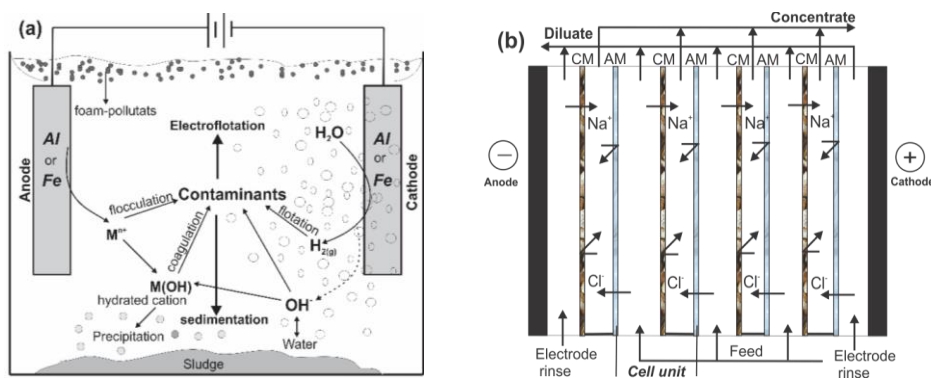 (a)
foam-pollutats
Electroflotation
H₂O
Al
or
Fe
Anode
Al
or
Fe
Cathode
Contaminants
flocculation
flotation
coagulation
Mⁿ⁺
H₂(g)
M(OH)
hydrated cation
OH⁻
Precipitation
sedimentation
Water
Sludge
(b)
Concentrate
Dilute
CM AM CM AM CM AM CM AM
Na⁺ Na⁺ Na⁺ Na⁺
−
Anode
+
Cathode
Cl⁻ Cl⁻ Cl⁻ Cl⁻
Electrode
rinse
Cell unit
Feed
Electrode
rinse